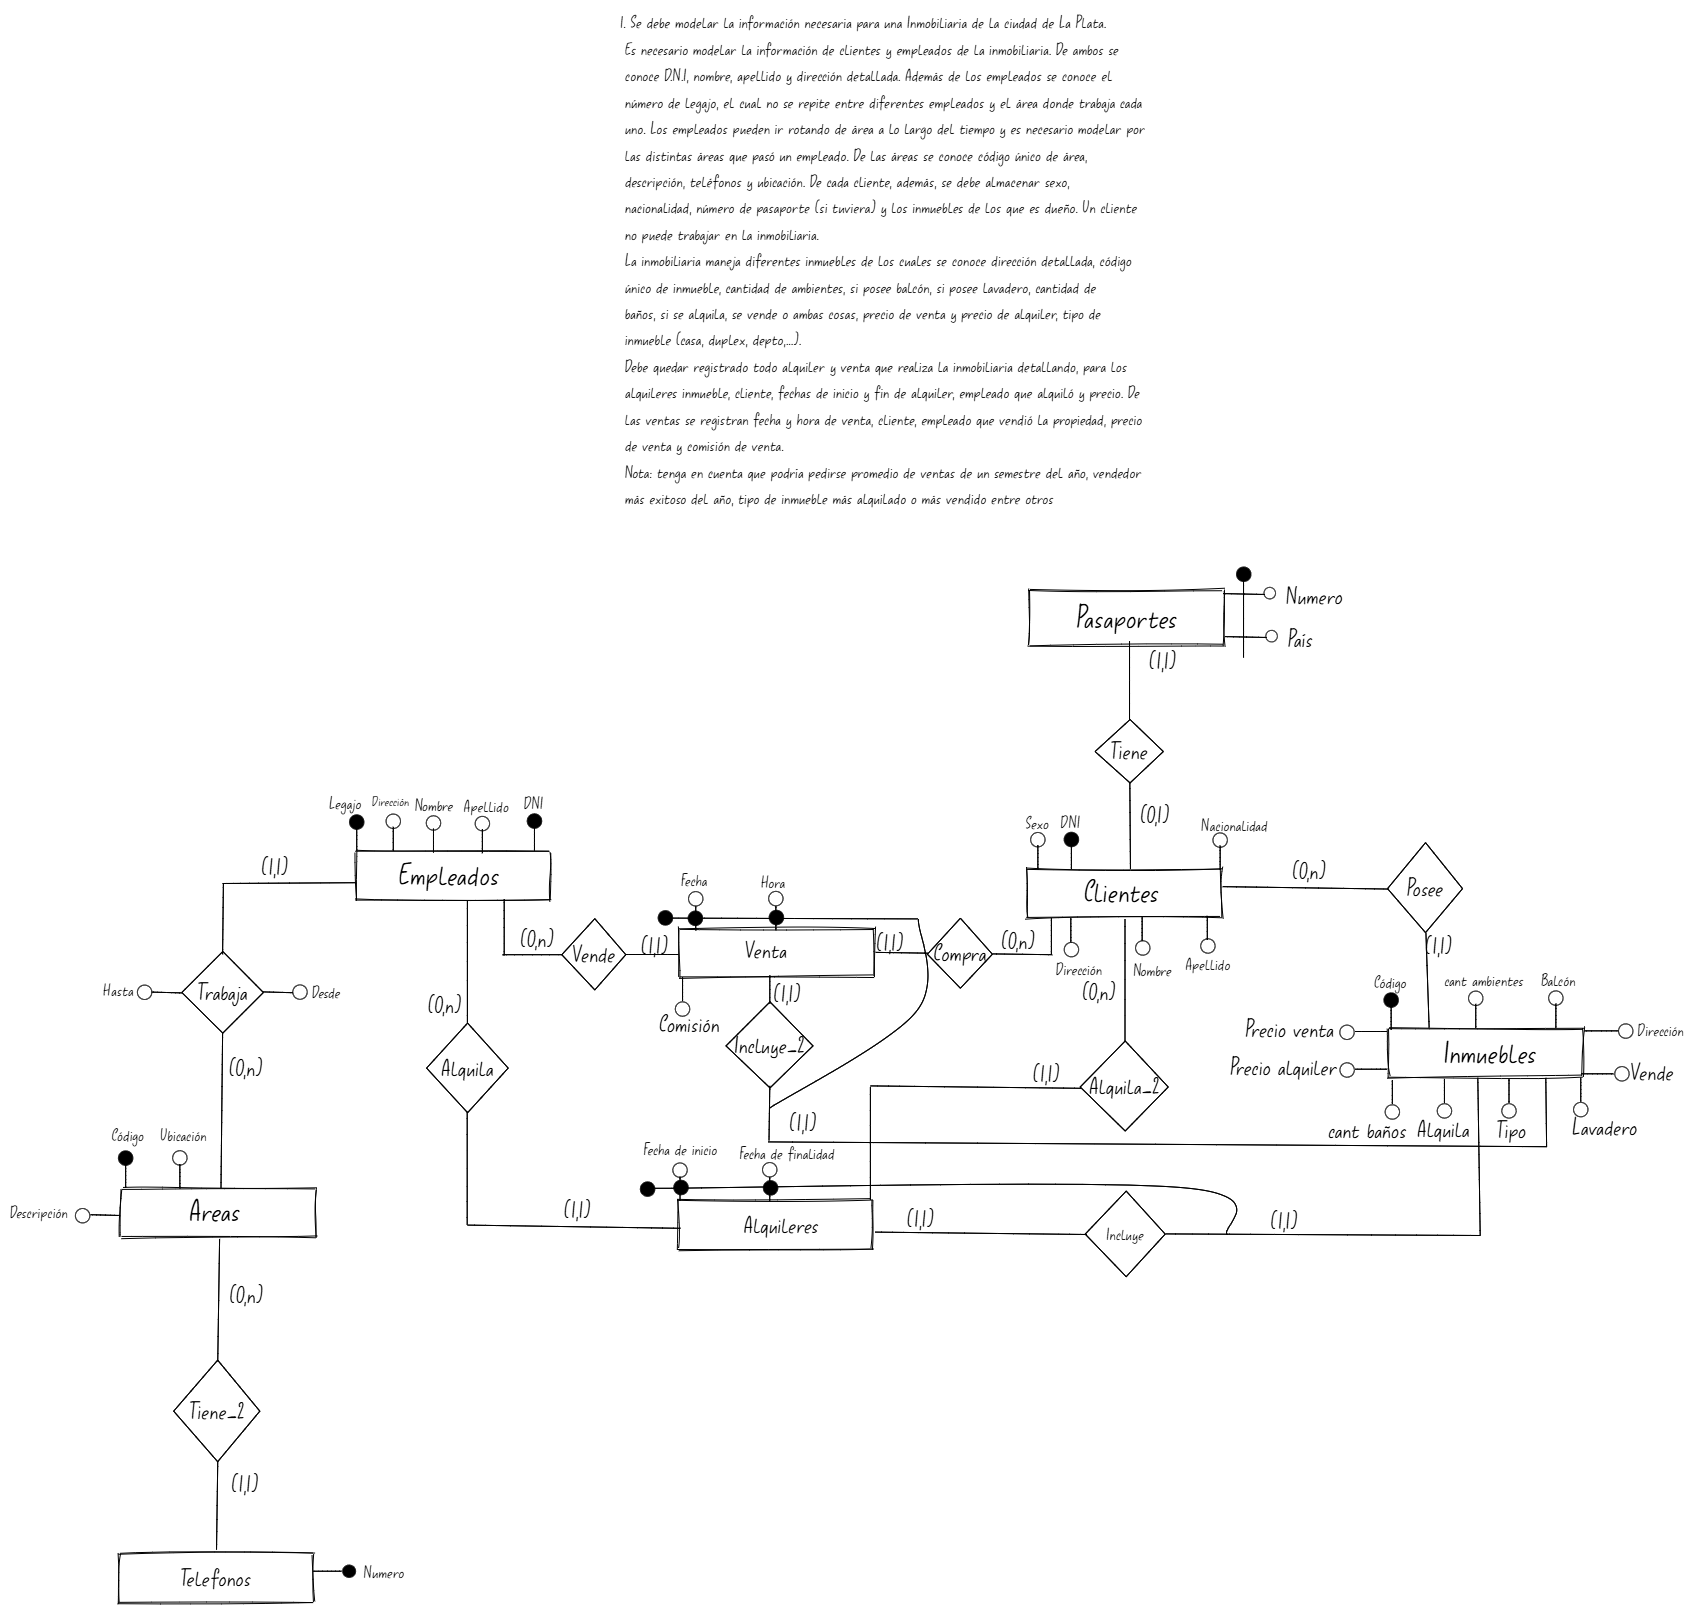 1. Se debe modelar la información necesaria para una Inmobiliaria de la ciudad de La Plata.
Es necesario modelar la información de clientes y empleados de la inmobiliaria. De ambos se
conoce D.N.I, nombre, apellido y dirección detallada. Además de los empleados se conoce el
número de legajo, el cual no se repite entre diferentes empleados y el área donde trabaja cada
uno. Los empleados pueden ir rotando de área a lo largo del tiempo y es necesario modelar por
las distintas áreas que pasó un empleado. De las áreas se conoce código único de área,
descripción, teléfonos y ubicación. De cada cliente, además, se debe almacenar sexo,
nacionalidad, número de pasaporte (si tuviera) y los inmuebles de los que es dueño. Un cliente
no puede trabajar en la inmobiliaria.
La inmobiliaria maneja diferentes inmuebles de los cuales se conoce dirección detallada, código
único de inmueble, cantidad de ambientes, si posee balcón, si posee lavadero, cantidad de
baños, si se alquila, se vende o ambas cosas, precio de venta y precio de alquiler, tipo de
inmueble (casa, duplex, depto,...).
Debe quedar registrado todo alquiler y venta que realiza la inmobiliaria detallando, para los
alquileres inmueble, cliente, fechas de inicio y fin de alquiler, empleado que alquiló y precio. De
las ventas se registran fecha y hora de venta, cliente, empleado que vendió la propiedad, precio
de venta y comisión de venta.
Nota: tenga en cuenta que podría pedirse promedio de ventas de un semestre del año, vendedor
más exitoso del año, tipo de inmueble más alquilado o más vendido entre otros
Numero
Pasaportes
País
(1,1)
Tiene
(0,1)
Legajo Dirección Nombre Apellido DNI
Sexo DNI Nacionalidad
(1,1)
Empleados
Fecha Hora
Clientes
(0,n)
Posee
(0,n)
Vende
(1,1)
Venta
(1,1)
Compra
(0,n)
(1,1)
Dirección Nombre Apellido
Hasta
Trabaja
Desde
(0,n)
(1,1)
(0,n)
Código cant ambientes Balcón
Comisión
Incluye_2
Precio venta
Dirección
Inmuebles
(0,n)
Alquila
Precio alquiler
Vende
(1,1)
Alquila_2
(1,1)
cant baños Alquila Tipo Lavadero
Código Ubicación
Fecha de inicio Fecha de finalidad
Descripción
Areas
(1,1)
Alquileres
(1,1)
Incluye
(1,1)
(0,n)
Tiene_2
(1,1)
Telefonos
Numero